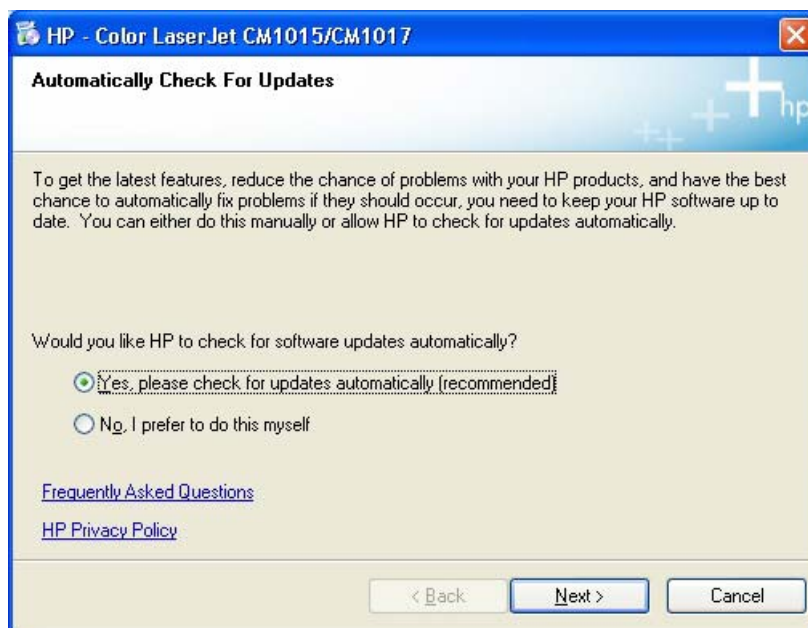 HP - Color LaserJet CM1015/CM1017
Automatically Check For Updates
hp
To get the latest features, reduce the chance of problems with your HP products, and have the best
chance to automatically fix problems if they should occur, you need to keep your HP software up to
date. You can either do this manually or allow HP to check for updates automatically.
Would you like HP to check for software updates automatically?
Yes, please check for updates automatically (recommended)
No, I prefer to do this myself
Frequently Asked Questions
HP Privacy Policy
< Back Next > Cancel